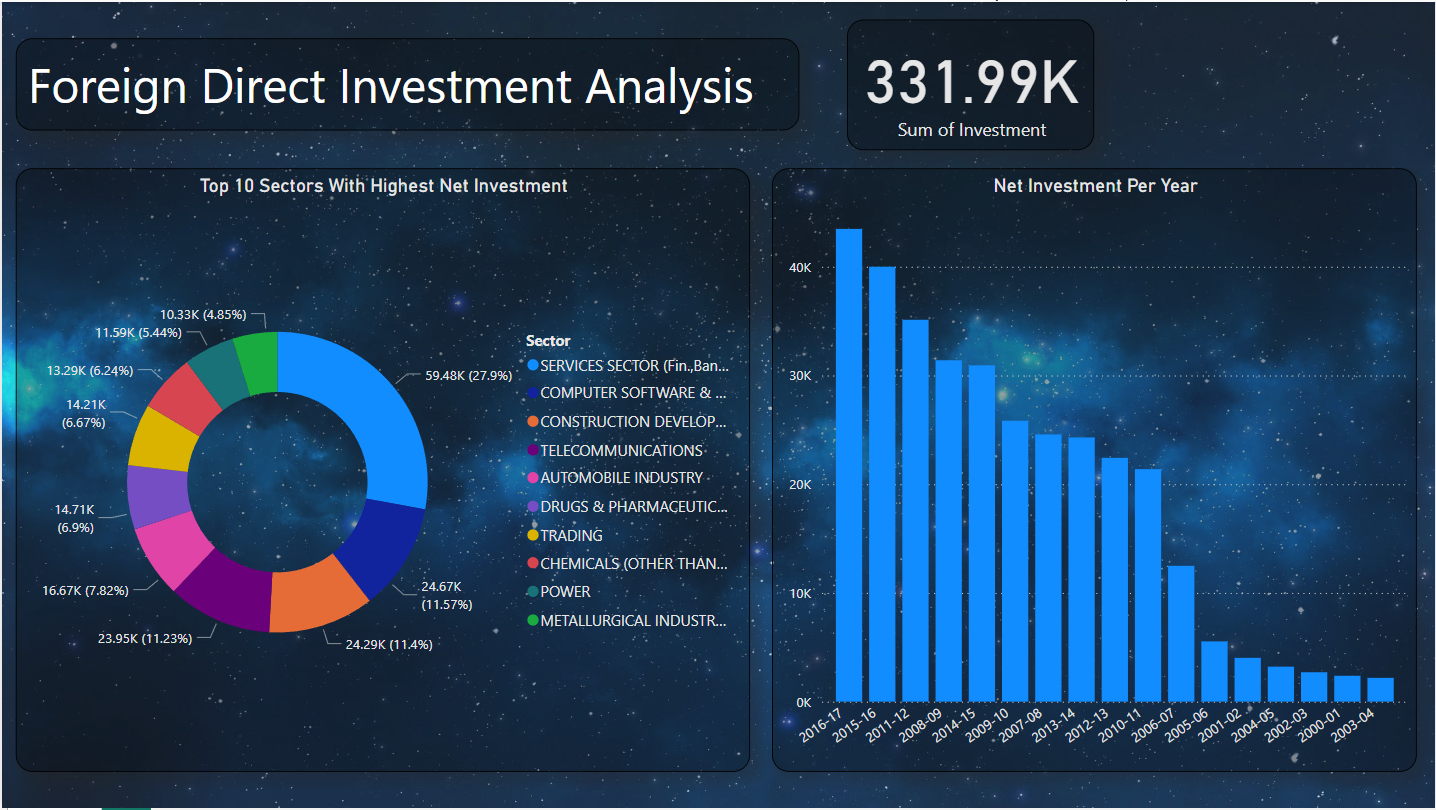 Foreign Direct Investment Analysis
331.99K
Sum of Investment
Top 10 Sectors With Highest Net Investment
10.33K (4.85%)
11.59K (5.44%)
13.29K (6.24%)
14.21K
(6.67%)
14.71K
(6.9%)
16.67K (7.82%)
23.95K (11.23%)
24.29K (11.4%)
24.67K
(11.57%)
59.48K (27.9%)
Sector
SERVICES SECTOR (Fin.,Ban...
COMPUTER SOFTWARE & ...
CONSTRUCTION DEVELOP...
TELECOMMUNICATIONS
AUTOMOBILE INDUSTRY
DRUGS & PHARMACEUTIC...
TRADING
CHEMICALS (OTHER THAN...
POWER
METALLURGICAL INDUSTR...
Net Investment Per Year
40K
30K
20K
10K
0K
2016-17
2015-16
2011-12
2008-09
2014-15
2009-10
2007-08
2013-14
2012-13
2010-11
2006-07
2005-06
2001-02
2004-05
2002-03
2000-01
2003-04